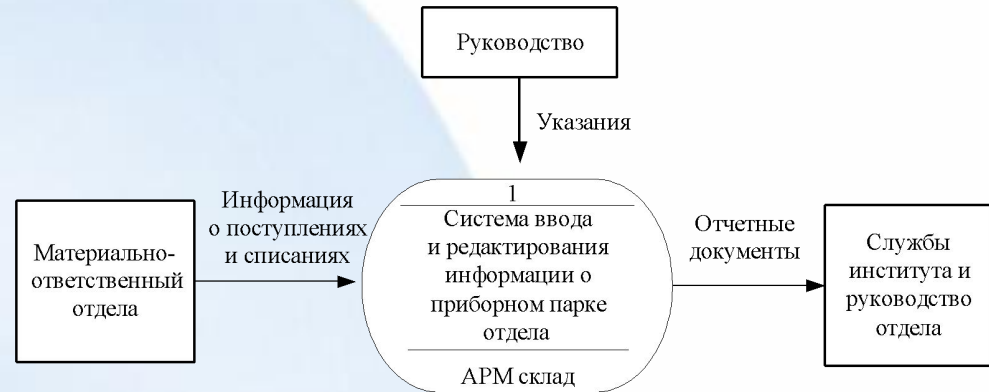 Руководство
Указания
Информация
о поступлениях
и списаниях
Материально-
ответственный
отдела
1
Система ввода
и редактирования
информации о
приборном парке
отдела
АРМ склад
Отчетные
документы
Службы
института и
руководство
отдела